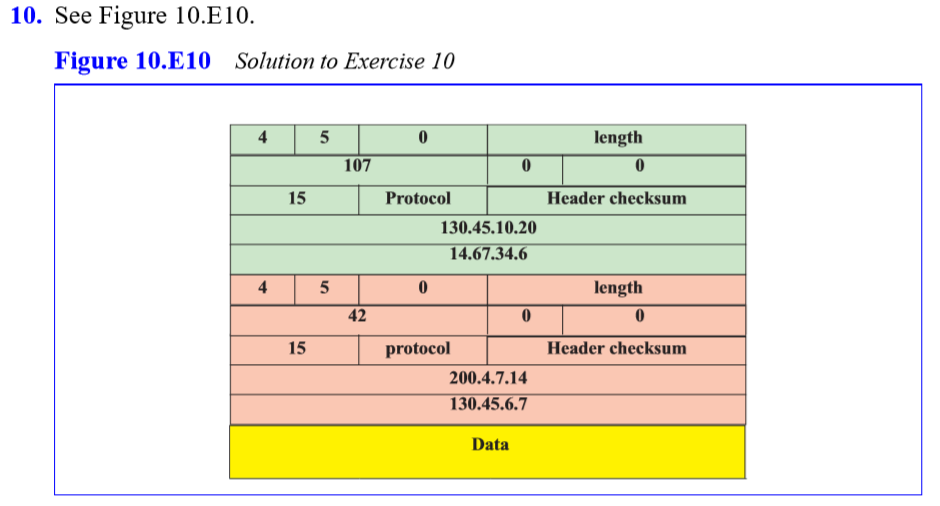 10. See Figure 10.E10.
Figure 10.E10 Solution to Exercise 10
4 5 0 length
107 0 0
15 Protocol Header checksum
130.45.10.20
14.67.34.6
4 5 0 length
42 0 0
15 protocol Header checksum
200.4.7.14
130.45.6.7
Data